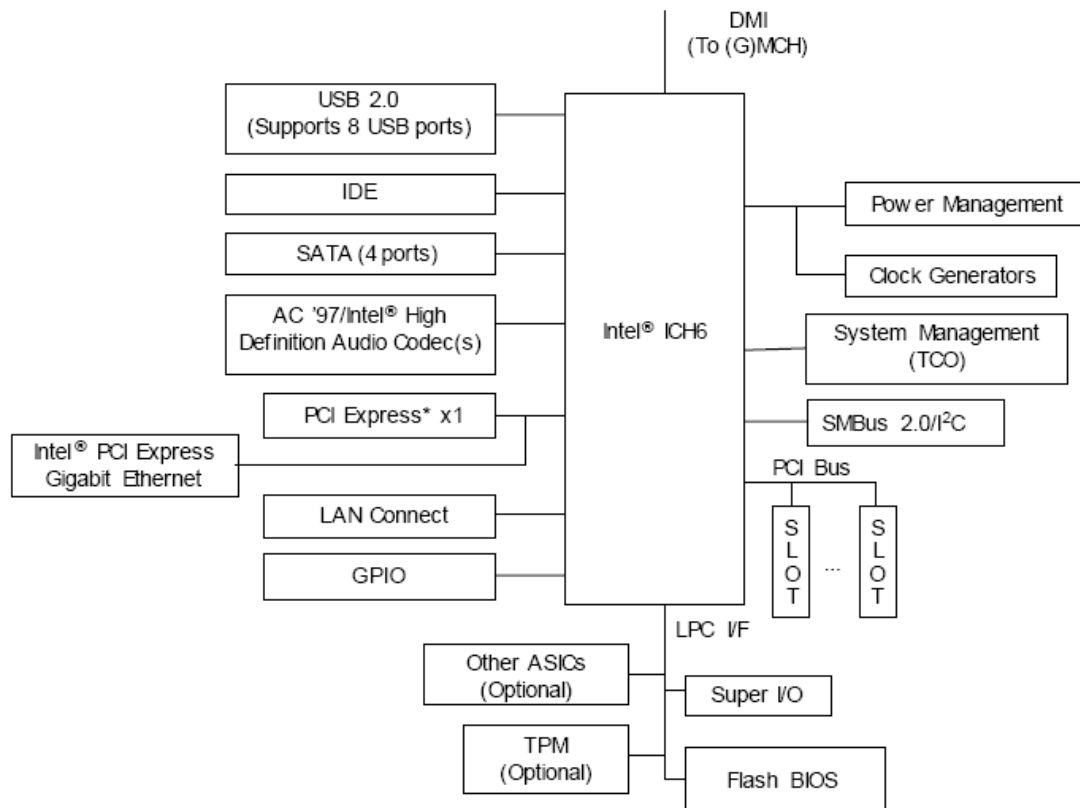 DMI
(To (G)MCH)
USB 2.0
(Supports 8 USB ports)
IDE
SATA (4 ports)
AC '97/Intel® High
Definition Audio Codec(s)
PCI Express* x1
Intel® PCI Express
Gigabit Ethernet
LAN Connect
GPIO
Intel® ICH6
Power Management
Clock Generators
System Management
(TCO)
SMBus 2.0/I²C
PCI Bus
SLOT
...
SLOT
LPC I/F
Other ASICs
(Optional)
Super I/O
TPM
(Optional)
Flash BIOS